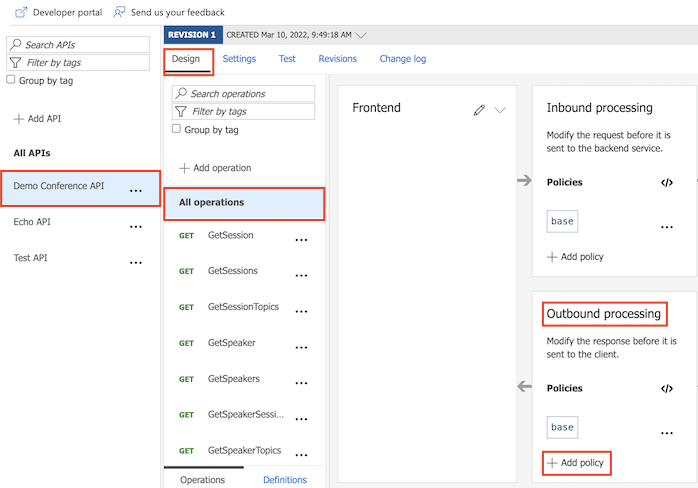 Developer portal
Send us your feedback
Search APIs
Filter by tags
Group by tag
+ Add API
All APIs
Demo Conference API
...
Echo API
...
Test API
...
REVISION 1
CREATED Mar 10, 2022, 9:49:18 AM
Design
Settings
Test
Revisions
Change log
Search operations
Filter by tags
Group by tag
+ Add operation
All operations
GET GetSession ...
GET GetSessions ...
GET GetSessionTopics ...
GET GetSpeaker ...
GET GetSpeakers ...
GET GetSpeakerSessi... ...
GET GetSpeakerTopics ...
Operations
Definitions
Frontend
Inbound processing
Modify the request before it is
sent to the backend service.
Policies </>
base ...
+ Add policy
Outbound processing
Modify the response before it is
sent to the client.
Policies </>
base ...
+ Add policy